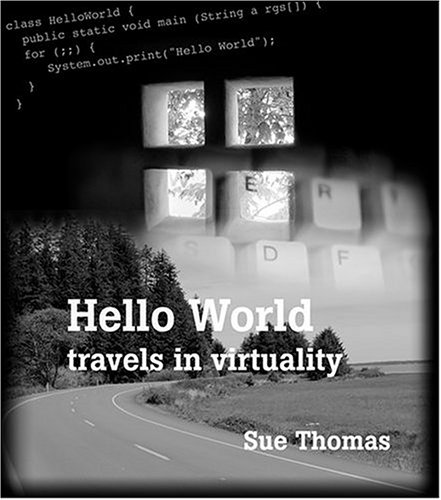 class HelloWorld {
public static void main (String a rgs[]) {
for (;;) {
System.out.print("Hello World");
}
}
E R
S D F
Hello World
travels in virtuality
Sue Thomas